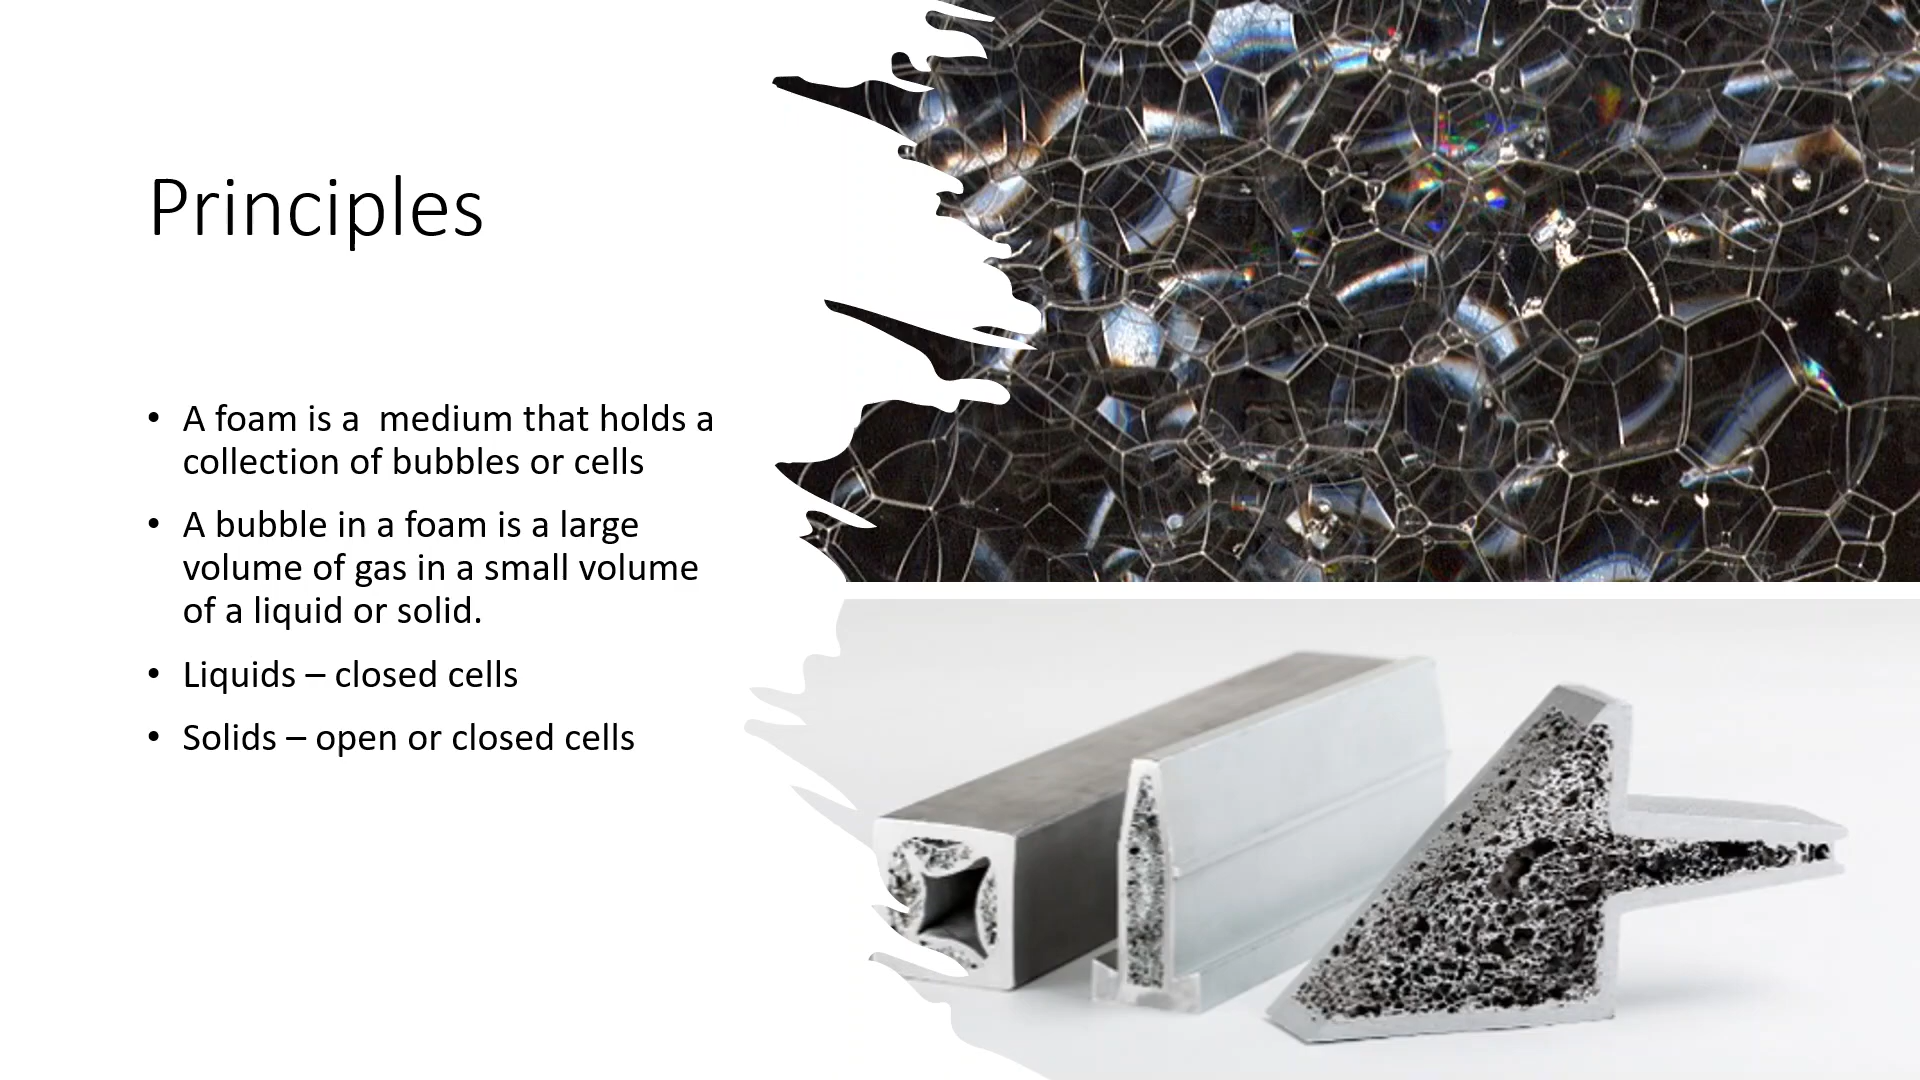 Principles
• A foam is a  medium that holds a
collection of bubbles or cells
• A bubble in a foam is a large
volume of gas in a small volume
of a liquid or solid.
• Liquids – closed cells
• Solids – open or closed cells